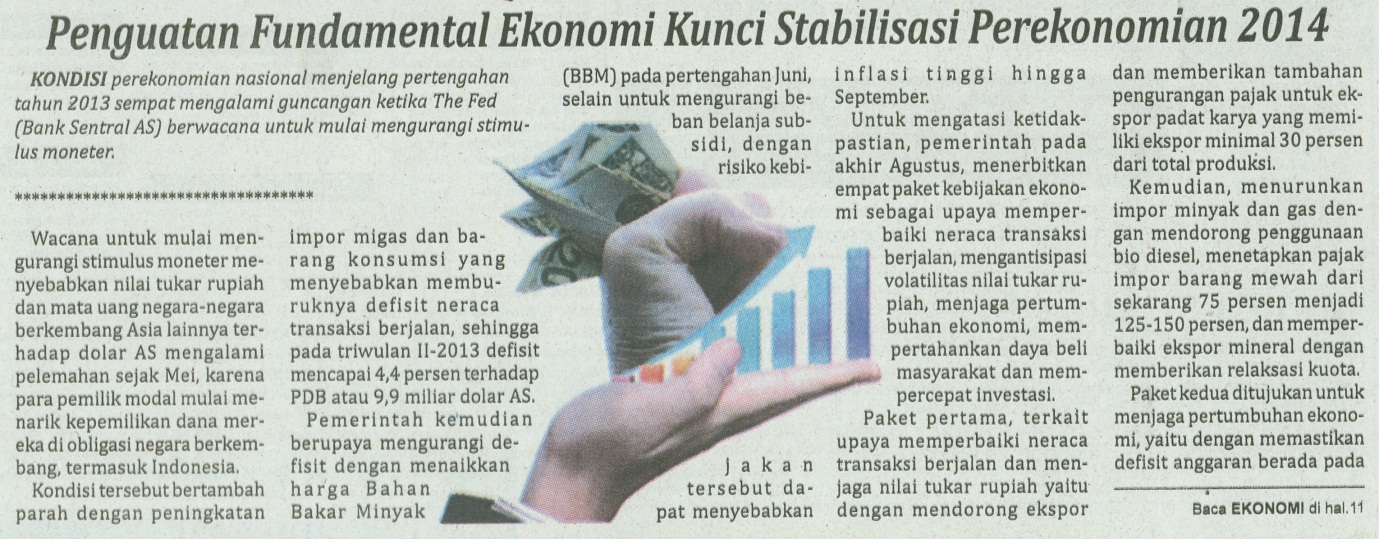 Penguatan Fundamental Ekonomi Kunci Stabilisasi Perekonomian 2014
KONDISI perekonomian nasional menjelang pertengahan
tahun 2013 sempat mengalami guncangan ketika The Fed
(Bank Sentral AS) berwacana untuk mulai mengurangi stimu-
lus moneter.
***********************************
Wacana untuk mulai men-
gurangi stimulus moneter me-
nyebabkan nilai tukar rupiah
dan mata uang negara-negara
berkembang Asia lainnya ter-
hadap dolar AS mengalami
pelemahan sejak Mei, karena
para pemilik modal mulai me-
narik kepemilikan dana mer-
eka di obligasi negara berkem-
bang, termasuk Indonesia.
Kondisi tersebut bertambah
parah dengan peningkatan
impor migas dan ba-
rang konsumsi yang
menyebabkan membu-
ruknya defisit neraca
transaksi berjalan, sehingga
pada triwulan II-2013 defisit
mencapai 4,4 persen terhadap
PDB atau 9,9 miliar dolar AS.
Pemerintah kemudian
berupaya mengurangi de-
fisit dengan menaikkan
harga Bahan
Bakar Minyak
(BBM) pada pertengahan Juni,
selain untuk mengurangi be-
ban belanja sub-
sidi, dengan
risiko kebi-
jakan
tersebut da-
pat menyebabkan
inflasi tinggi hingga
September.
Untuk mengatasi ketidak-
pastian, pemerintah pada
akhir Agustus, menerbitkan
empat paket kebijakan ekono-
mi sebagai upaya memper-
baiki neraca transaksi
berjalan, mengantisipasi
volatilitas nilai tukar ru-
piah, menjaga pertum-
buhan ekonomi, mem-
pertahankan daya beli
masyarakat dan mem-
percepat investasi.
Paket pertama, terkait
upaya memperbaiki neraca
transaksi berjalan dan men-
jaga nilai tukar rupiah yaitu
dengan mendorong ekspor
dan memberikan tambahan
pengurangan pajak untuk ek-
spor padat karya yang memi-
liki ekspor minimal 30 persen
dari total produksi.
Kemudian, menurunkan
impor minyak dan gas den-
gan mendorong penggunaan
bio diesel, menetapkan pajak
impor barang mewah dari
sekarang 75 persen menjadi
125-150 persen, dan memper-
baiki ekspor mineral dengan
memberikan relaksasi kuota.
Paket kedua ditujukan untuk
menjaga pertumbuhan ekono-
mi, yaitu dengan memastikan
defisit anggaran berada pada
Baca EKONOMI di hal.11